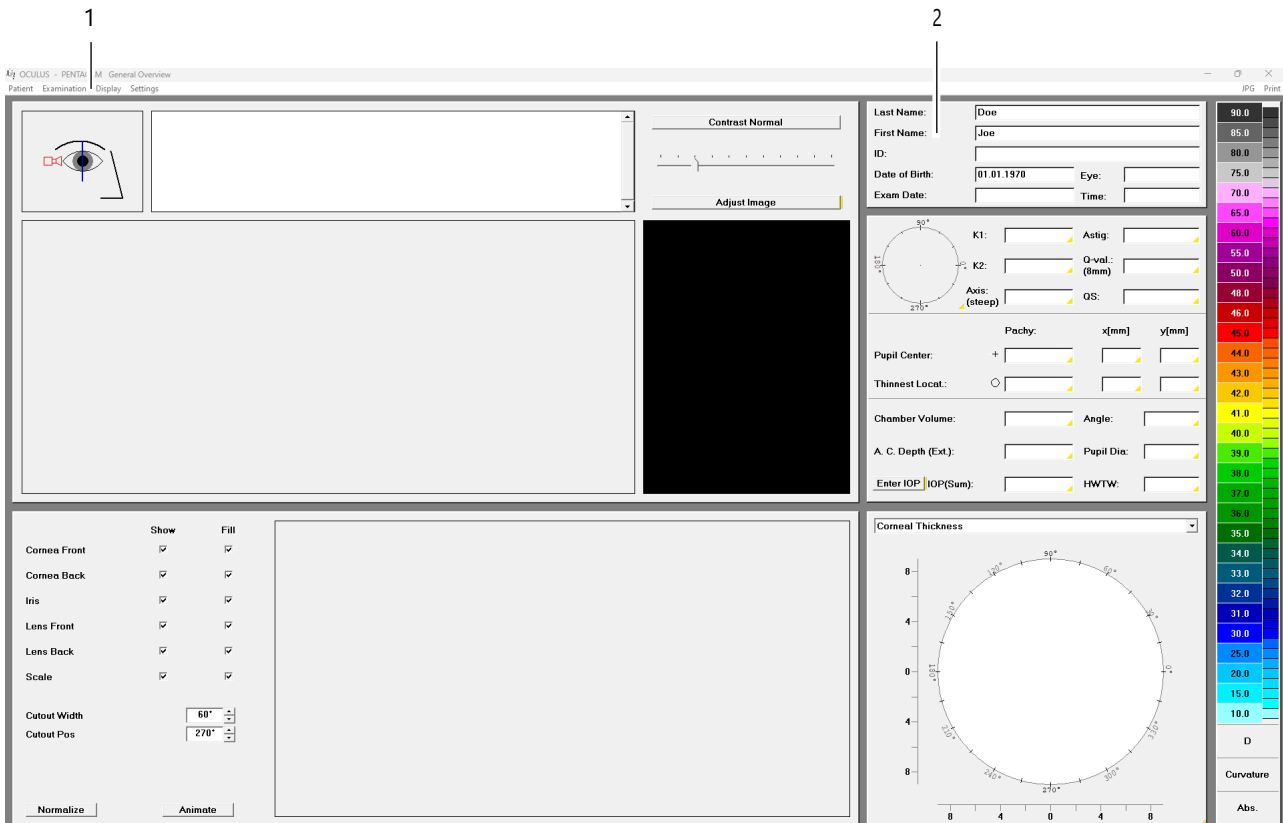 1
2
OCULUS - PENTA M General Overview
Patient Examination Display Settings
JPG Print
Contrast Normal
Adjust Image
Last Name: Doe
First Name: Joe
ID:
Date of Birth: 01.01.1970 Eye:
Exam Date: Time:
90°
180°
0°
270°
K1: Astig:
K2: Q-val.:
(8mm)
Axis:
(steep) QS:
Pachy: x[mm] y[mm]
Pupil Center: +
Thinnest Locat.:
Chamber Volume: Angle:
A. C. Depth (Ext.): Pupil Dia:
Enter IOP IOP(Sum): HWTW:
Show Fill
Cornea Front
Cornea Back
Iris
Lens Front
Lens Back
Scale
Cutout Width 60°
Cutout Pos 270°
Normalize Animate
Corneal Thickness
90°
120° 60°
150° 30°
180° 0°
210° 330°
240° 300°
270°
8
4
0
4
8
8 4 0 4 8
90.0
85.0
80.0
75.0
70.0
65.0
60.0
55.0
50.0
48.0
46.0
45.0
44.0
43.0
42.0
41.0
40.0
39.0
38.0
37.0
36.0
35.0
34.0
33.0
32.0
31.0
30.0
25.0
20.0
15.0
10.0
D
Curvature
Abs.